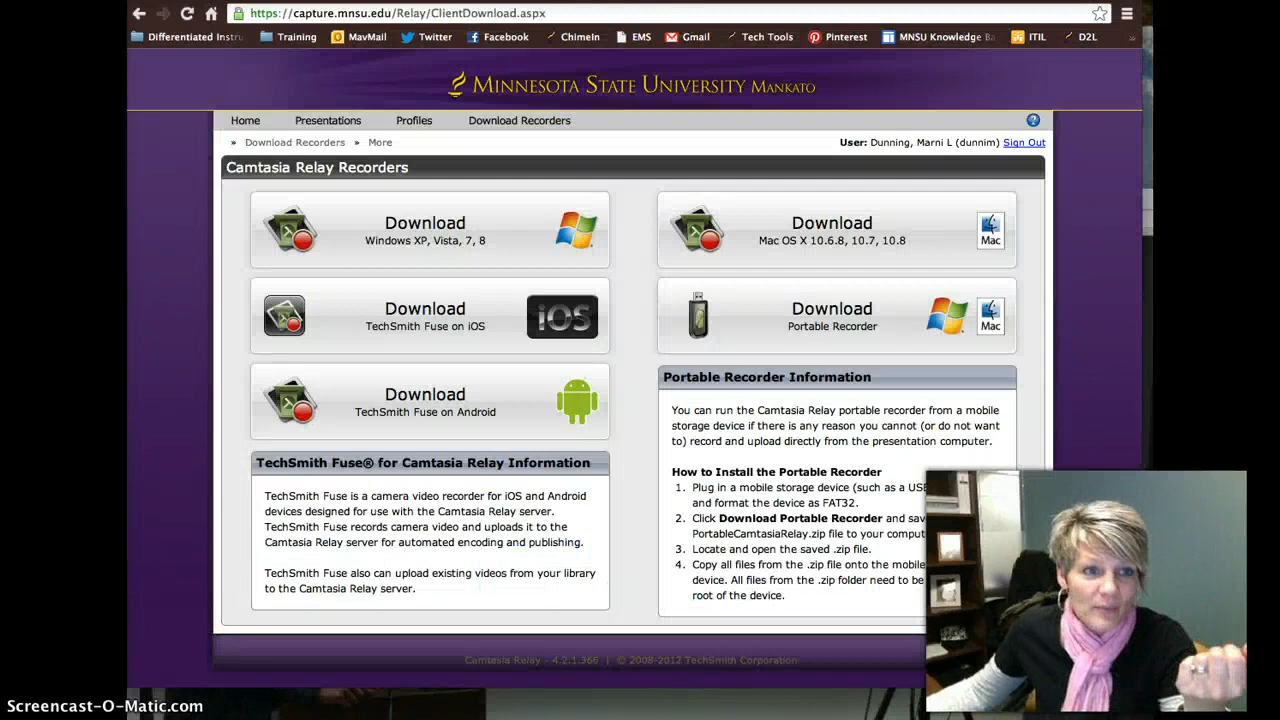 https://capture.mnsu.edu/Relay/ClientDownload.aspx
Differentiated Instru Training MavMail Twitter Facebook ChimeIn EMS Gmail Tech Tools Pinterest MNSU Knowledge Ba ITIL D2L »
MINNESOTA STATE UNIVERSITY MANKATO
Home Presentations Profiles Download Recorders ?
» Download Recorders » More
User: Dunning, Marni L (dunnim) Sign Out
Camtasia Relay Recorders
Download
Windows XP, Vista, 7, 8
Download
Mac OS X 10.6.8, 10.7, 10.8
Mac
Download
TechSmith Fuse on iOS
iOS
Download
Portable Recorder
Mac
Download
TechSmith Fuse on Android
TechSmith Fuse® for Camtasia Relay Information
TechSmith Fuse is a camera video recorder for iOS and Android
devices designed for use with the Camtasia Relay server.
TechSmith Fuse records camera video and uploads it to the
Camtasia Relay server for automated encoding and publishing.
TechSmith Fuse also can upload existing videos from your library
to the Camtasia Relay server.
Portable Recorder Information
You can run the Camtasia Relay portable recorder from a mobile
storage device if there is any reason you cannot (or do not want
to) record and upload directly from the presentation computer.
How to Install the Portable Recorder
1. Plug in a mobile storage device (such as a USB
and format the device as FAT32.
2. Click Download Portable Recorder and sav
PortableCamtasiaRelay.zip file to your comput
3. Locate and open the saved .zip file.
4. Copy all files from the .zip file onto the mobile
device. All files from the .zip folder need to be
root of the device.
Camtasia Relay - 4.2.1.366 | © 2008-2012 TechSmith Corporation
Screencast-O-Matic.com